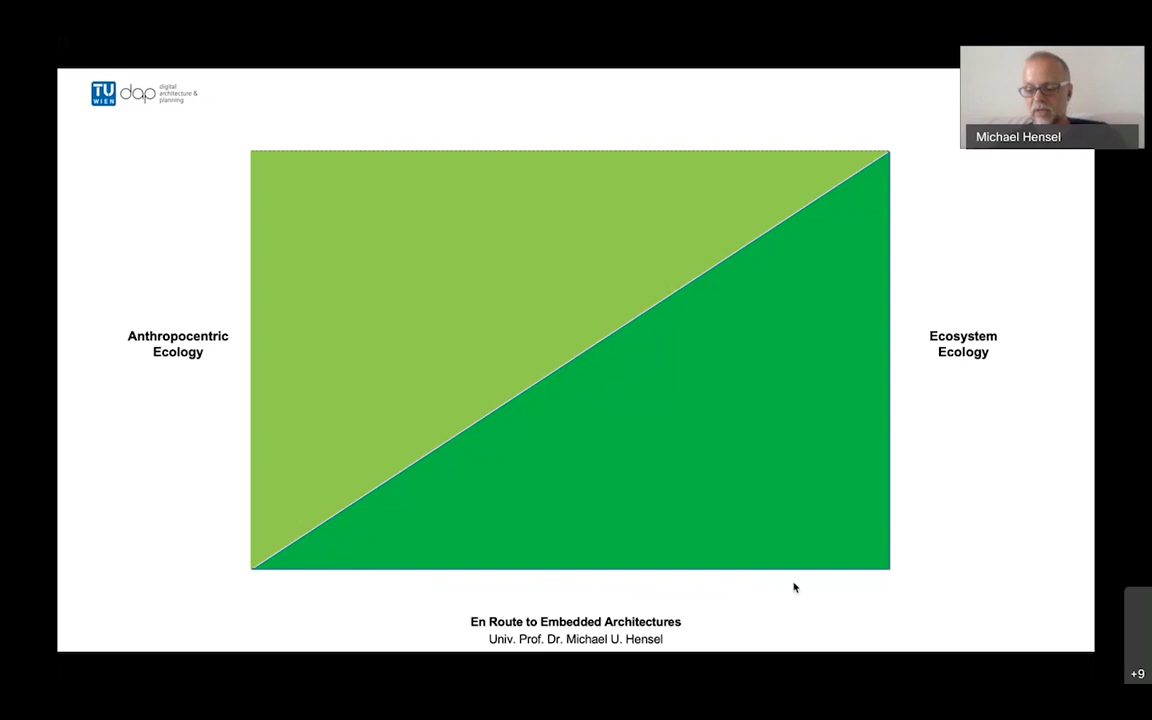 TU
WIEN
dap
digital
architecture &
planning
Michael Hensel
Anthropocentric
Ecology
Ecosystem
Ecology
En Route to Embedded Architectures
Univ. Prof. Dr. Michael U. Hensel
+9